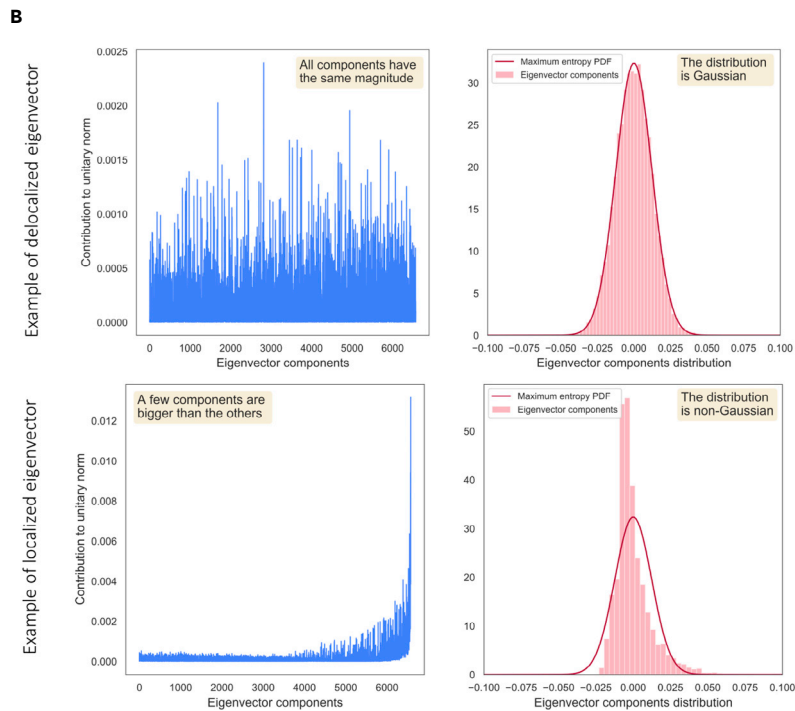 B
Example of delocalized eigenvector
Contribution to unitary norm
0.0025
0.0020
0.0015
0.0010
0.0005
0.0000
All components have
the same magnitude
0 1000 2000 3000 4000 5000 6000
Eigenvector components
30
25
20
15
10
5
0
Maximum entropy PDF
Eigenvector components
The distribution
is Gaussian
−0.100 −0.075 −0.050 −0.025 0.000 0.025 0.050 0.075 0.100
Eigenvector components distribution
Example of localized eigenvector
Contribution to unitary norm
0.012
0.010
0.008
0.006
0.004
0.002
0.000
A few components are
bigger than the others
0 1000 2000 3000 4000 5000 6000
Eigenvector components
50
40
30
20
10
0
Maximum entropy PDF
Eigenvector components
The distribution
is non-Gaussian
−0.100 −0.075 −0.050 −0.025 0.000 0.025 0.050 0.075 0.100
Eigenvector components distribution